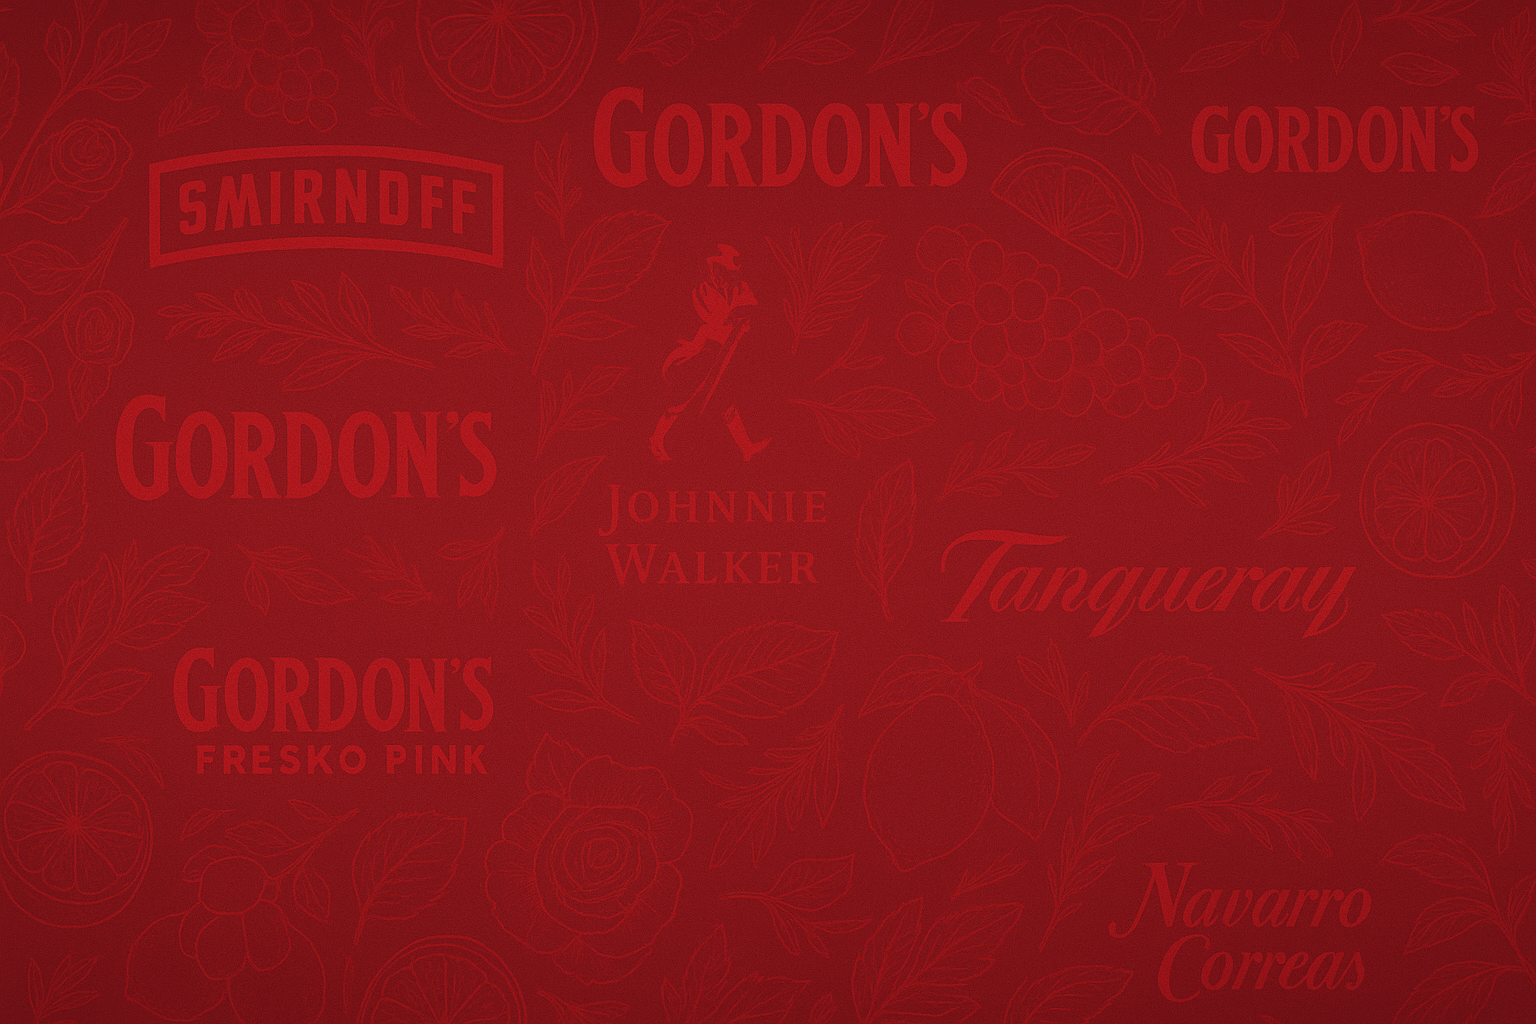 GORDON'S
GORDON'S
SMIRNOFF
GORDON'S
JOHNNIE
WALKER
Tanqueray
GORDON'S
FRESKO PINK
Navarro
Correas